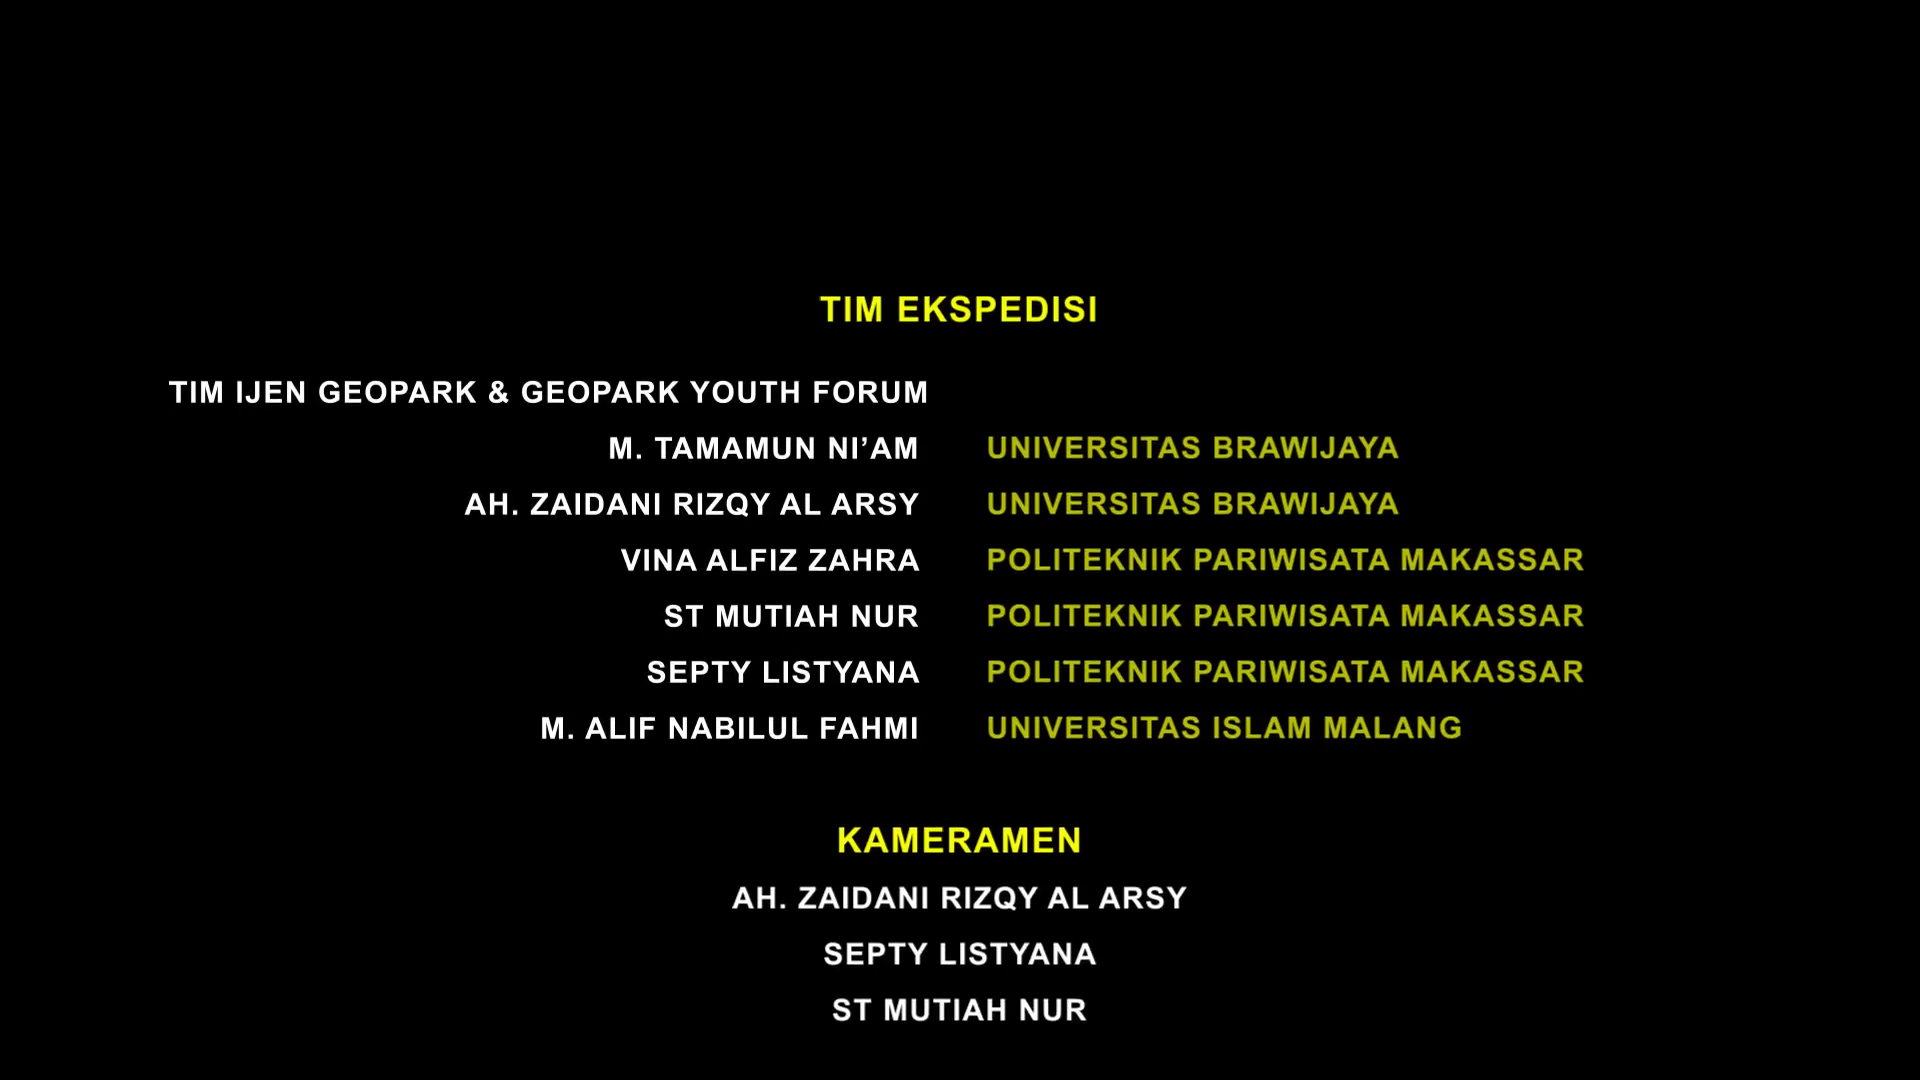 TIM EKSPEDISI
TIM IJEN GEOPARK & GEOPARK YOUTH FORUM
M. TAMAMUN NI’AM UNIVERSITAS BRAWIJAYA
AH. ZAIDANI RIZQY AL ARSY UNIVERSITAS BRAWIJAYA
VINA ALFIZ ZAHRA POLITEKNIK PARIWISATA MAKASSAR
ST MUTIAH NUR POLITEKNIK PARIWISATA MAKASSAR
SEPTY LISTYANA POLITEKNIK PARIWISATA MAKASSAR
M. ALIF NABILUL FAHMI UNIVERSITAS ISLAM MALANG
KAMERAMEN
AH. ZAIDANI RIZQY AL ARSY
SEPTY LISTYANA
ST MUTIAH NUR